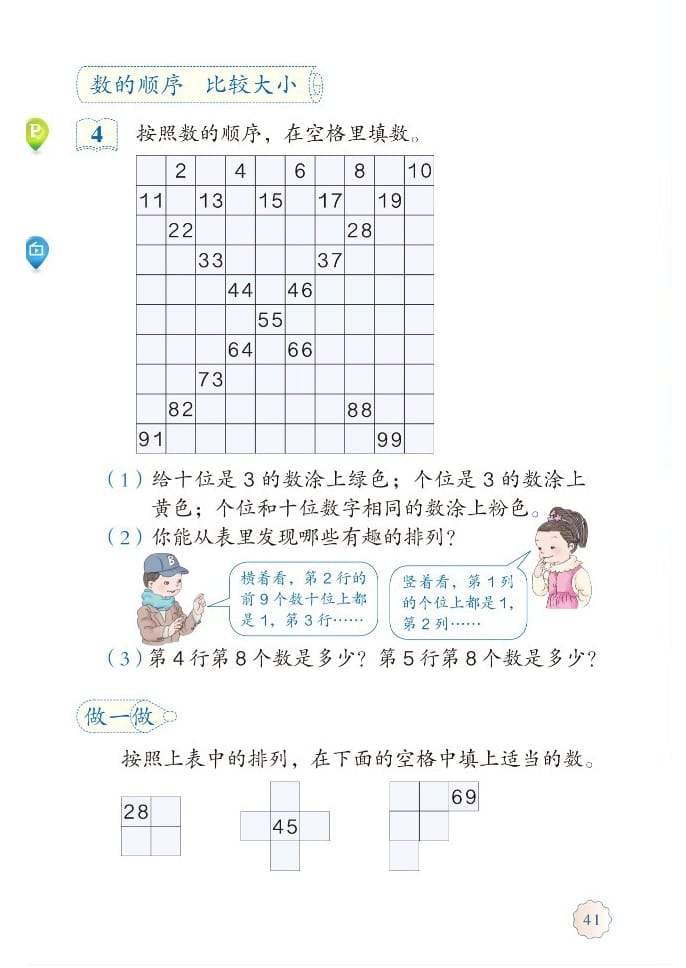 数的顺序 比较大小
P
4 按照数的顺序，在空格里填数。
2 4 6 8 10
11 13 15 17 19
22 28
33 37
44 46
55
64 66
73
82 88
91 99
（1）给十位是 3 的数涂上绿色；个位是 3 的数涂上
黄色；个位和十位数字相同的数涂上粉色。
（2）你能从表里发现哪些有趣的排列？
B
横着看，第 2 行的
前 9 个数十位上都
是 1，第 3 行……
竖着看，第 1 列
的个位上都是 1，
第 2 列……
（3）第 4 行第 8 个数是多少？第 5 行第 8 个数是多少？
做一做
按照上表中的排列，在下面的空格中填上适当的数。
28
45
69
41